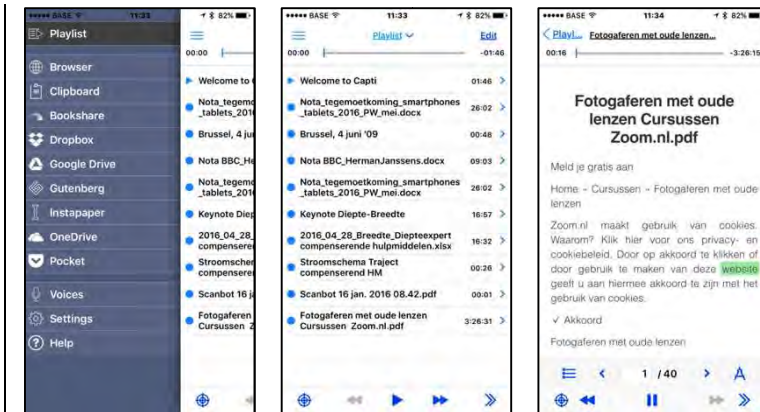 BASE 11:33 82%
Playlist
Browser
Clipboard
Bookshare
Dropbox
Google Drive
Gutenberg
Instapaper
OneDrive
Pocket
Voices
Settings
Help
00:00
Welcome to
Nota_tegemo
_tablets_201
Brussel, 4 ju
Nota BBC_He
Nota_tegemo
_tablets_201
Keynote Diep
2016_04_28_
compensere
Stroomschem
compensere
Scanbot 16 j
Fotogaferen
Cursussen Z
BASE 11:33 82%
Playlist Edit
00:00 -01:46
Welcome to Capti 01:46
Nota_tegemoetkoming_smartphones
_tablets_2016_PW_mei.docx 26:02
Brussel, 4 juni '09 00:48
Nota BBC_HermanJanssens.docx 09:03
Nota_tegemoetkoming_smartphones
_tablets_2016_PW_mei.docx 26:02
Keynote Diepte-Breedte 16:57
2016_04_28_Breedte_Diepteexpert
compenserende hulpmiddelen.xlsx 16:32
Stroomschema Traject
compenserend HM 00:26
Scanbot 16 jan. 2016 08.42.pdf 00:01
Fotogaferen met oude lenzen
Cursussen Zoom.nl.pdf 3:26:31
BASE 11:34 82%
Playl... Fotogaferen met oude lenzen...
00:16 -3:26:15
Fotogaferen met oude
lenzen Cursussen
Zoom.nl.pdf
Meld je gratis aan
Home – Cursussen – Fotogaferen met oude
lenzen
Zoom.nl maakt gebruik van cookies.
Waarom? Klik hier voor ons privacy- en
cookiebeleid. Door op akkoord te klikken of
door gebruik te maken van deze website
geeft u aan hiermee akkoord te zijn met het
gebruik van cookies.
√ Akkoord
Fotogaferen met oude lenzen
1 / 40